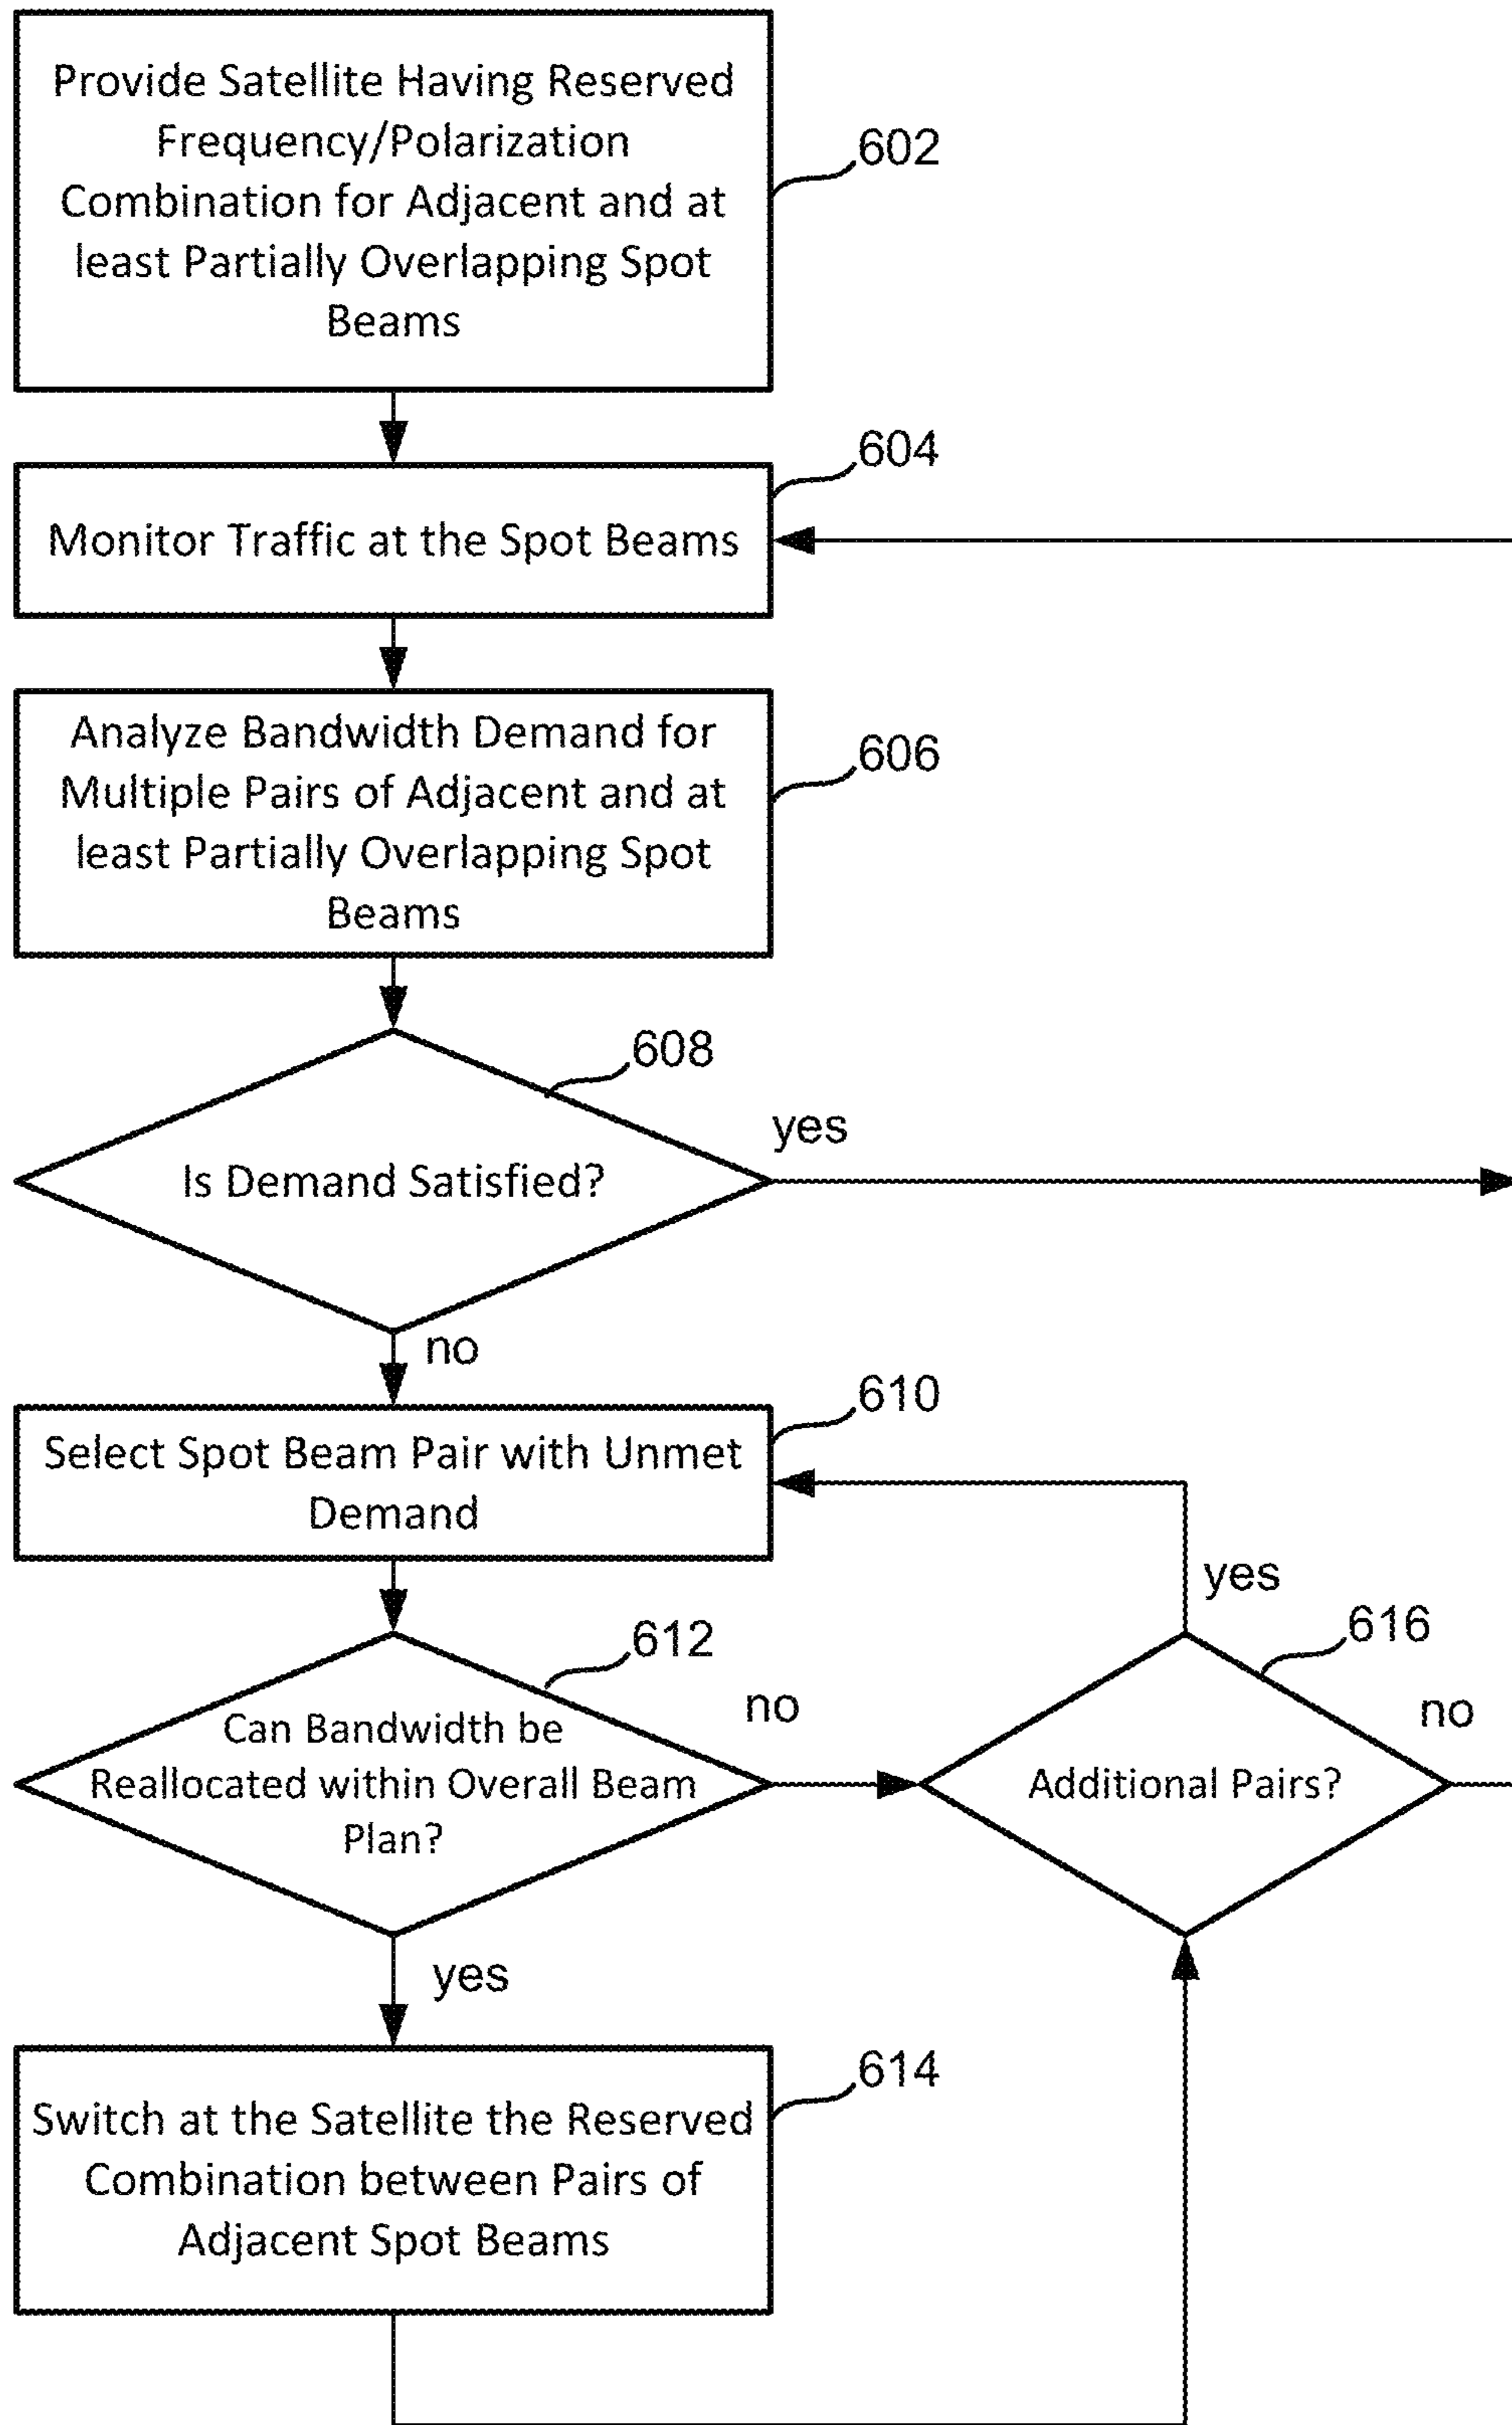 Provide Satellite Having Reserved
Frequency/Polarization
Combination for Adjacent and at
least Partially Overlapping Spot
Beams
602
604
Monitor Traffic at the Spot Beams
Analyze Bandwidth Demand for
Multiple Pairs of Adjacent and at
least Partially Overlapping Spot
Beams
606
608
yes
Is Demand Satisfied?
no
610
Select Spot Beam Pair with Unmet
Demand
yes
612
616
no
no
Can Bandwidth be
Reallocated within Overall Beam
Plan?
Additional Pairs?
yes
614
Switch at the Satellite the Reserved
Combination between Pairs of
Adjacent Spot Beams